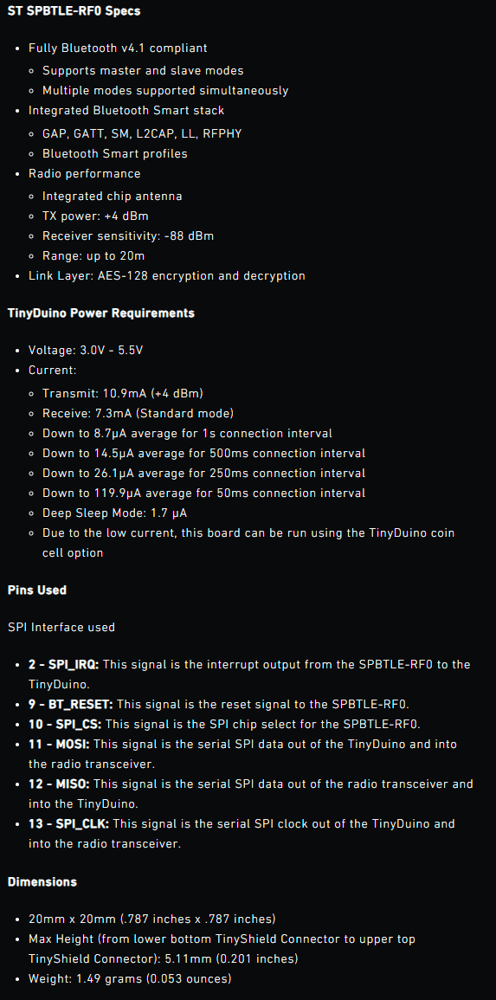 ST SPBTLE-RF0 Specs
• Fully Bluetooth v4.1 compliant
◦ Supports master and slave modes
◦ Multiple modes supported simultaneously
• Integrated Bluetooth Smart stack
◦ GAP, GATT, SM, L2CAP, LL, RFPHY
◦ Bluetooth Smart profiles
• Radio performance
◦ Integrated chip antenna
◦ TX power: +4 dBm
◦ Receiver sensitivity: -88 dBm
◦ Range: up to 20m
• Link Layer: AES-128 encryption and decryption
TinyDuino Power Requirements
• Voltage: 3.0V - 5.5V
• Current:
◦ Transmit: 10.9mA (+4 dBm)
◦ Receive: 7.3mA (Standard mode)
◦ Down to 8.7µA average for 1s connection interval
◦ Down to 14.5µA average for 500ms connection interval
◦ Down to 26.1µA average for 250ms connection interval
◦ Down to 119.9µA average for 50ms connection interval
◦ Deep Sleep Mode: 1.7 µA
◦ Due to the low current, this board can be run using the TinyDuino coin
cell option
Pins Used
SPI Interface used
• 2 - SPI_IRQ: This signal is the interrupt output from the SPBTLE-RF0 to the
TinyDuino.
• 9 - BT_RESET: This signal is the reset signal to the SPBTLE-RF0.
• 10 - SPI_CS: This signal is the SPI chip select for the SPBTLE-RF0.
• 11 - MOSI: This signal is the serial SPI data out of the TinyDuino and into
the radio transceiver.
• 12 - MISO: This signal is the serial SPI data out of the radio transceiver and
into the TinyDuino.
• 13 - SPI_CLK: This signal is the serial SPI clock out of the TinyDuino and
into the radio transceiver.
Dimensions
• 20mm x 20mm (.787 inches x .787 inches)
• Max Height (from lower bottom TinyShield Connector to upper top
TinyShield Connector): 5.11mm (0.201 inches)
• Weight: 1.49 grams (0.053 ounces)